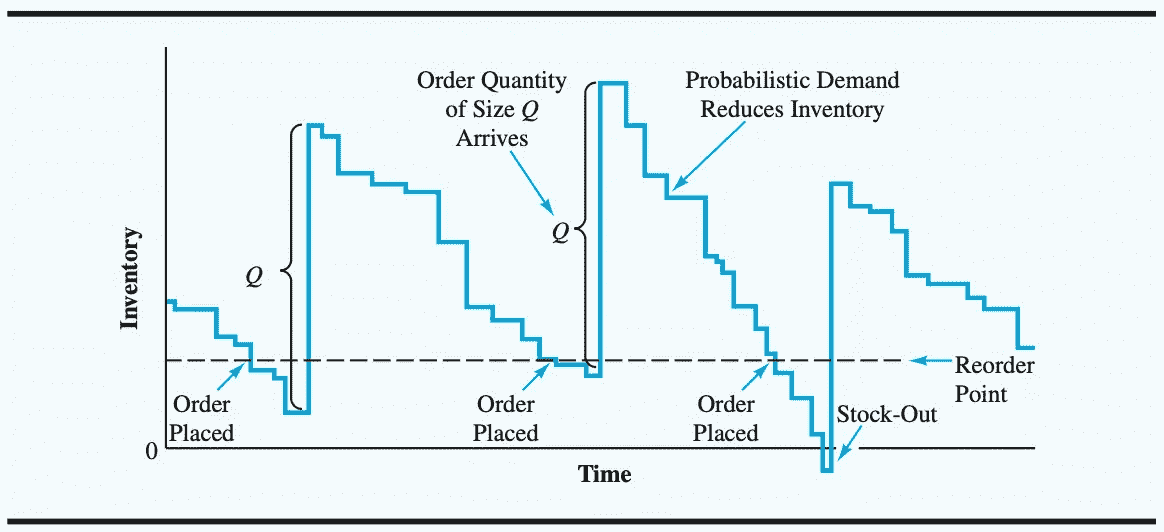 Order Quantity
of Size Q
Arrives
Probabilistic Demand
Reduces Inventory
Inventory
Q
Q
Order
Placed
Order
Placed
Order
Placed
Reorder
Point
Stock-Out
0
Time